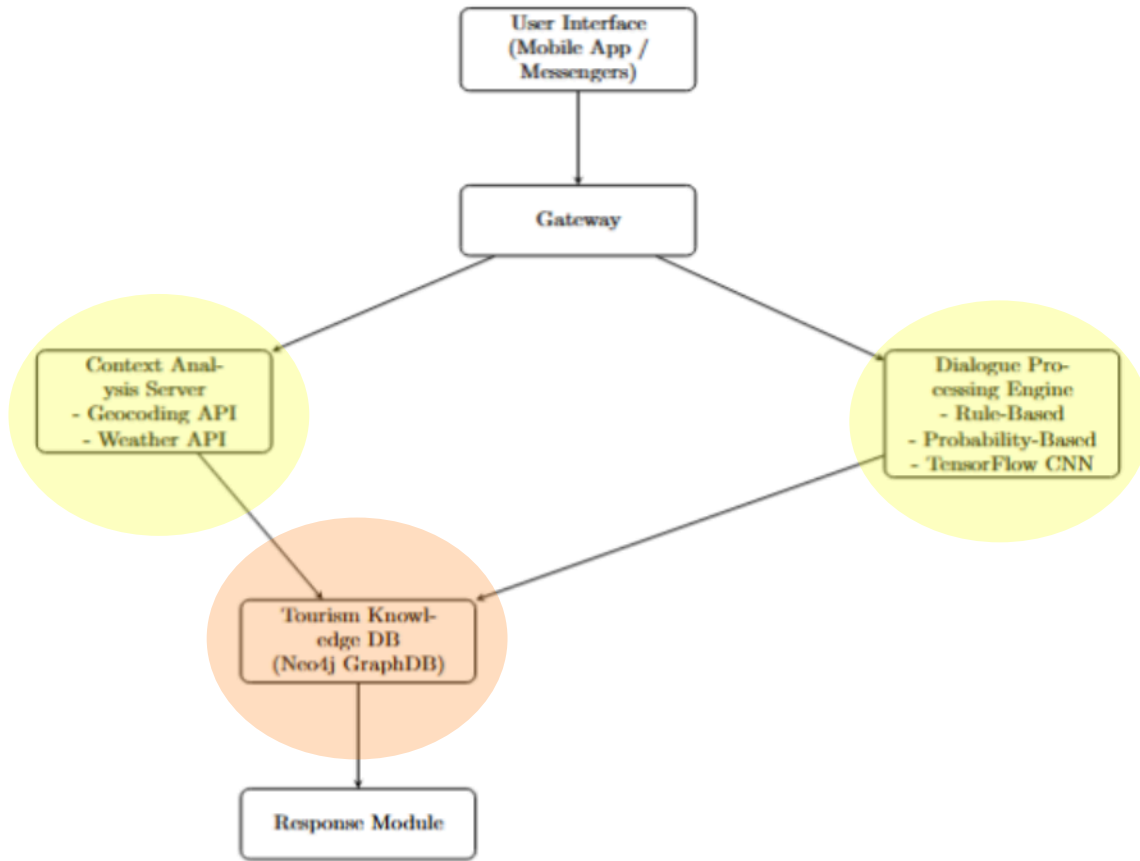 User Interface
(Mobile App /
Messengers)
Gateway
Context Anal-
ysis Server
- Geocoding API
- Weather API
Dialogue Pro-
cessing Engine
- Rule-Based
- Probability-Based
- TensorFlow CNN
Tourism Knowl-
edge DB
(Neo4j GraphDB)
Response Module